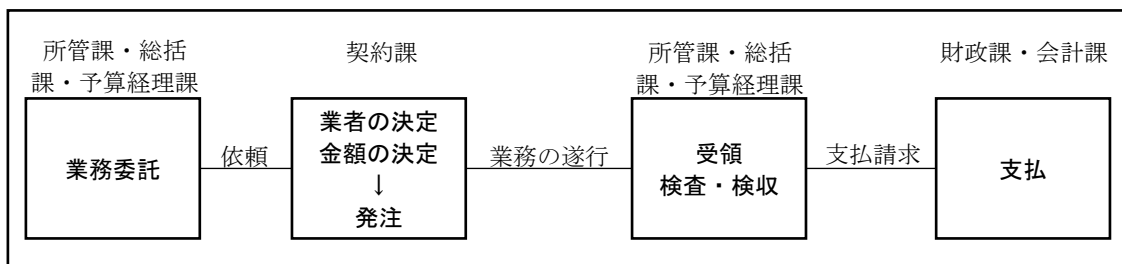 所管課・総括
課・予算経理課
業務委託
依頼
契約課
業者の決定
金額の決定
↓
発注
業務の遂行
所管課・総括
課・予算経理課
受領
検査・検収
支払請求
財政課・会計課
支払